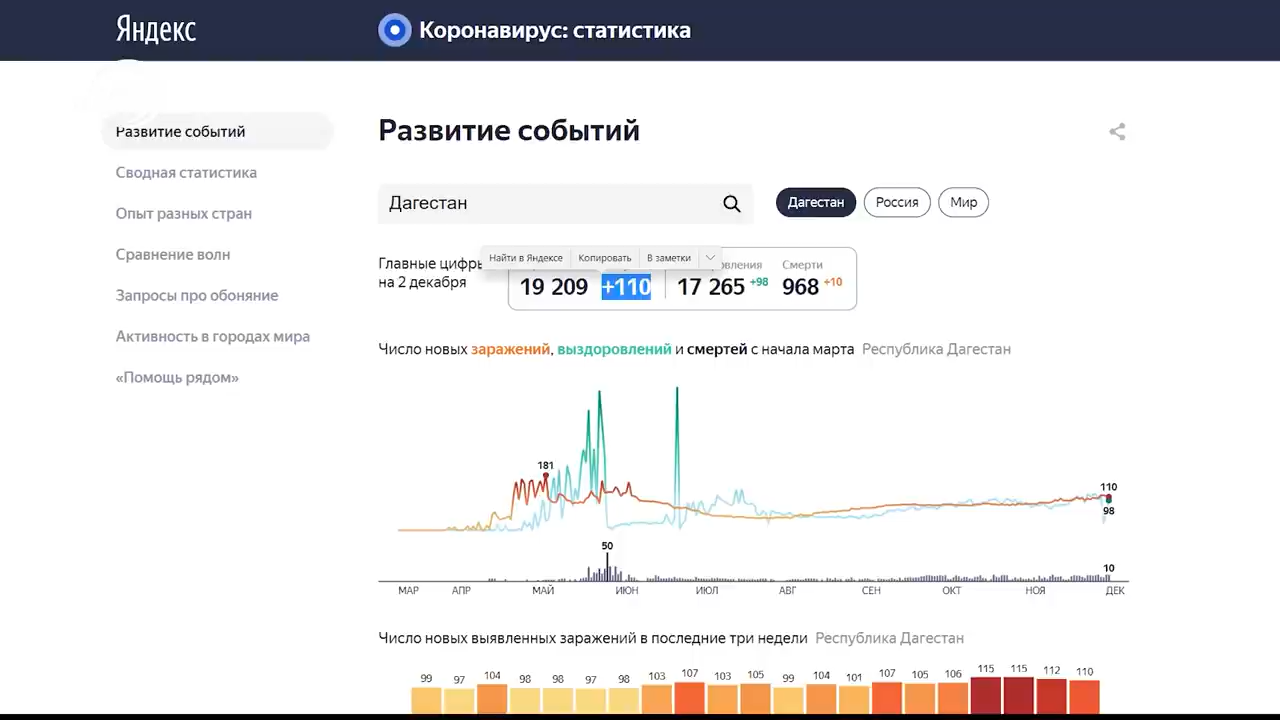 Яндекс
Коронавирус: статистика
Развитие событий
Сводная статистика
Опыт разных стран
Сравнение волн
Запросы про обоняние
Активность в городах мира
«Помощь рядом»
Развитие событий
Дагестан
Дагестан Россия Мир
Главные цифры
на 2 декабря
Найти в Яндексе Копировать В заметки
Смерти
19 209 +110 17 265 +98 968 +10
Число новых заражений, выздоровлений и смертей с начала марта Республика Дагестан
181
110
98
50
10
МАР АПР МАЙ ИЮН ИЮЛ АВГ СЕН ОКТ НОЯ ДЕК
Число новых выявленных заражений в последние три недели Республика Дагестан
99 97 104 98 98 97 98 103 107 103 105 99 104 101 107 105 106 115 115 112 110